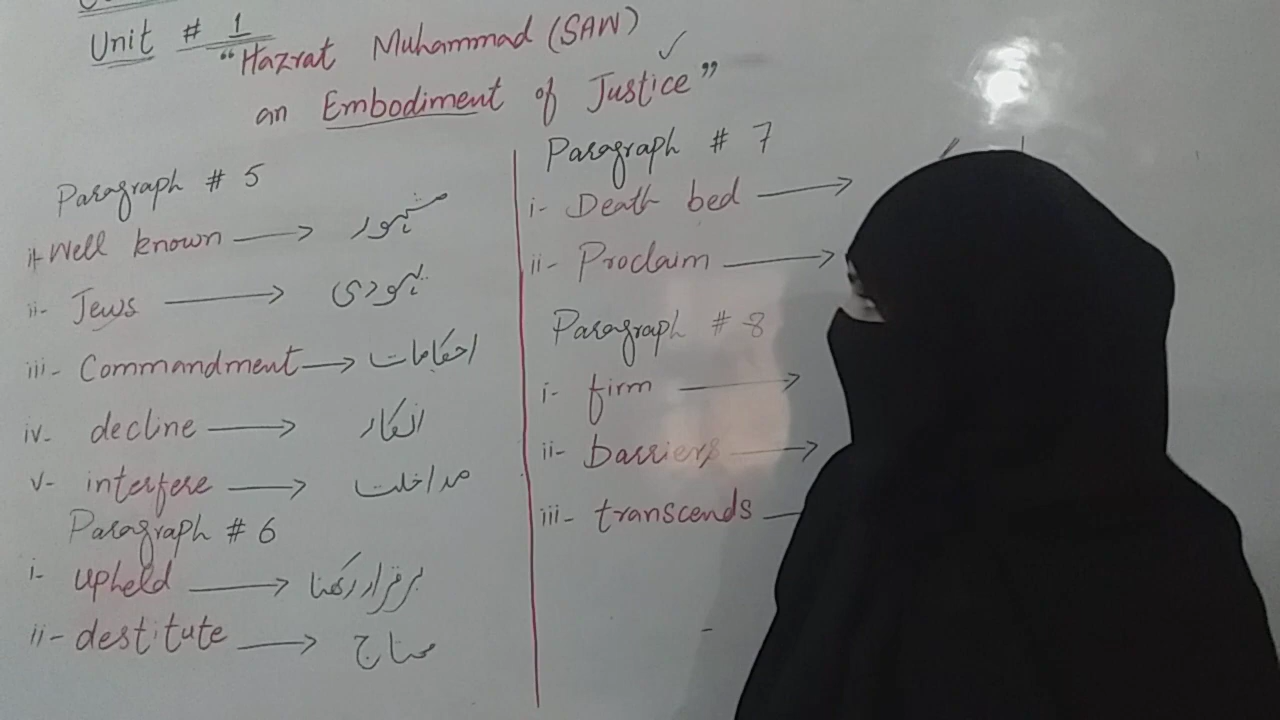 Unit # 1
"Hazrat Muhammad (SAW)
an Embodiment of Justice"
Paragraph # 5
i- Well known → مشہور
ii- Jews → یہودی
iii- Commandment → احکامات
iv- decline → انکار
v- interfere → مداخلت
Paragraph # 6
i- upheld → برقرار رکھنا
ii- destitute → محتاج
Paragraph # 7
i- Death bed →
ii- Proclaim →
Paragraph # 8
i- firm →
ii- barriers →
iii- transcends